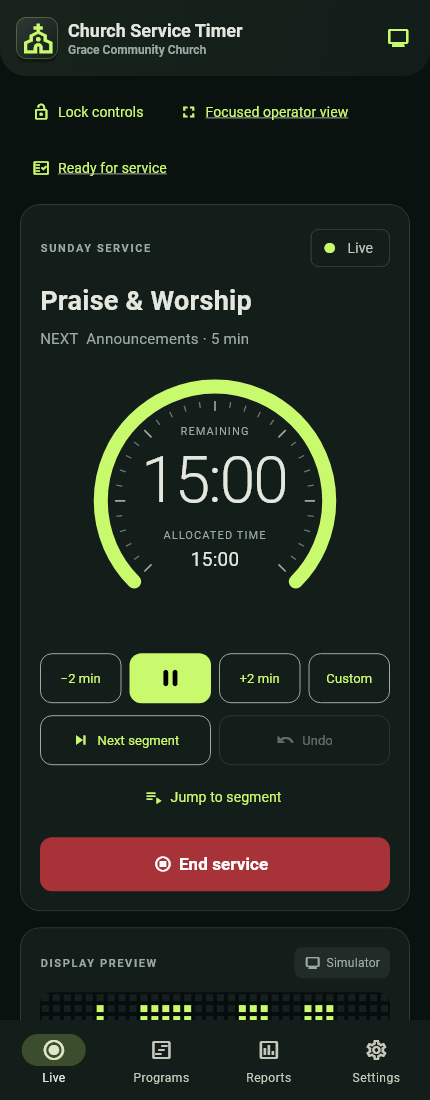 Church Service Timer
Grace Community Church
Lock controls
Focused operator view
Ready for service
SUNDAY SERVICE
Live
Praise & Worship
NEXT Announcements · 5 min
REMAINING
15:00
ALLOCATED TIME
15:00
−2 min
+2 min
Custom
Next segment
Undo
Jump to segment
End service
DISPLAY PREVIEW
Simulator
Live
Programs
Reports
Settings